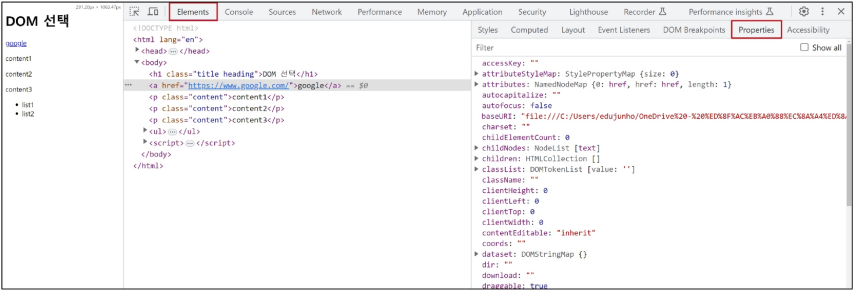 291.20px × 1063.47px
DOM 선택
google
content1
content2
content3
list1
list2
Elements Console Sources Network Performance Memory Application Security Lighthouse Recorder Performance insights
<!DOCTYPE html>
<html lang="en">
<head>…</head>
<body>
<h1 class="title heading">DOM 선택</h1>
<a href="https://www.google.com/">google</a> == $0
<p class="content">content1</p>
<p class="content">content2</p>
<p class="content">content3</p>
<ul>…</ul>
<script>…</script>
</body>
</html>
Styles Computed Layout Event Listeners DOM Breakpoints Properties Accessibility
Filter Show all
accessKey: ""
attributeStyleMap: StylePropertyMap {size: 0}
attributes: NamedNodeMap {0: href, href: href, length: 1}
autocapitalize: ""
autofocus: false
baseURI: "file:///C:/Users/edujunho/OneDrive%20-%20%ED%8F%AC%EB%A0%88%EC%8A%A4%ED%8A
charset: ""
childElementCount: 0
childNodes: NodeList [text]
children: HTMLCollection []
classList: DOMTokenList [value: '']
className: ""
clientHeight: 0
clientLeft: 0
clientTop: 0
clientWidth: 0
contentEditable: "inherit"
coords: ""
dataset: DOMStringMap {}
dir: ""
download: ""
draggable: true